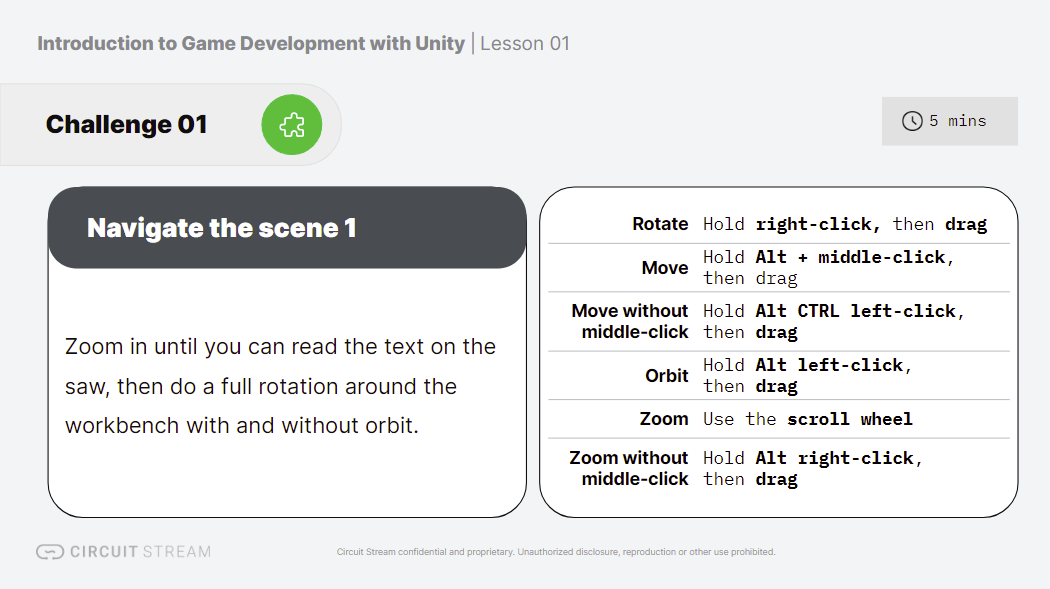 Introduction to Game Development with Unity | Lesson 01
Challenge 01
5 mins
Navigate the scene 1
Zoom in until you can read the text on the
saw, then do a full rotation around the
workbench with and without orbit.
Rotate Hold right-click, then drag
Move Hold Alt + middle-click,
then drag
Move without
middle-click
Hold Alt CTRL left-click,
then drag
Orbit Hold Alt left-click,
then drag
Zoom Use the scroll wheel
Zoom without
middle-click
Hold Alt right-click,
then drag
CIRCUIT STREAM
Circuit Stream confidential and proprietary. Unauthorized disclosure, reproduction or other use prohibited.